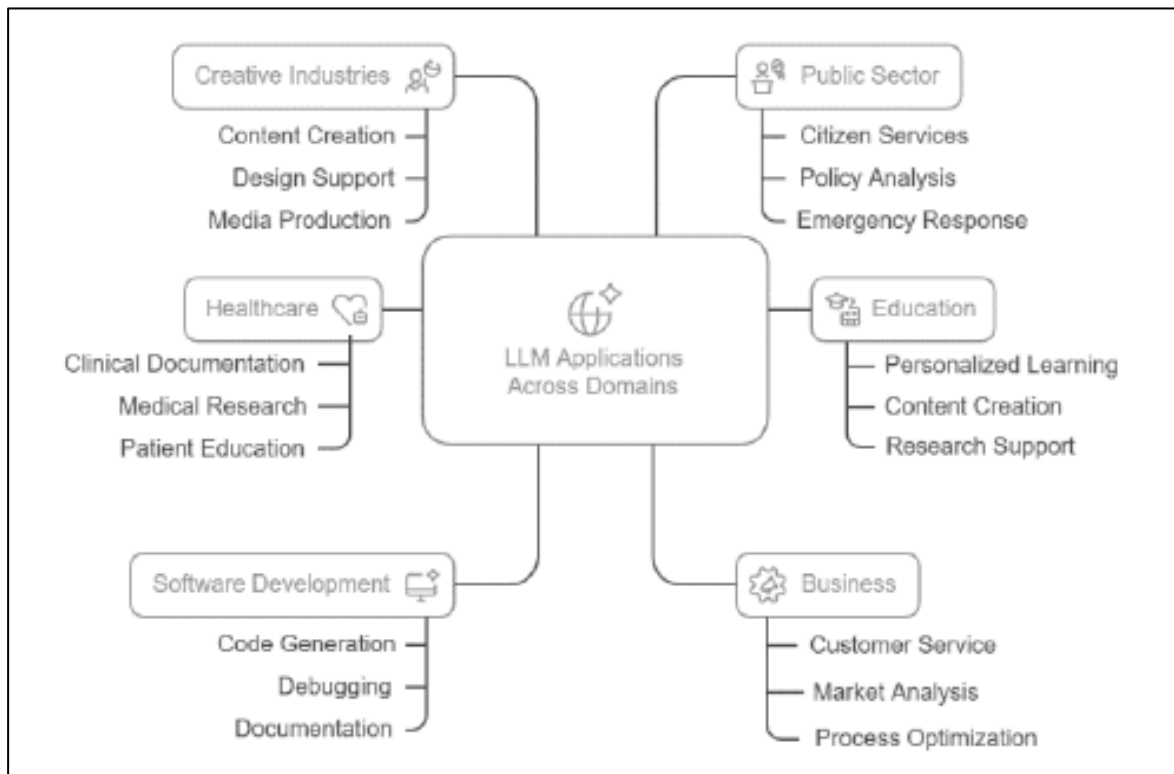 Creative Industries
Content Creation
Design Support
Media Production
Public Sector
Citizen Services
Policy Analysis
Emergency Response
Healthcare
Clinical Documentation
Medical Research
Patient Education
LLM Applications
Across Domains
Education
Personalized Learning
Content Creation
Research Support
Software Development
Code Generation
Debugging
Documentation
Business
Customer Service
Market Analysis
Process Optimization